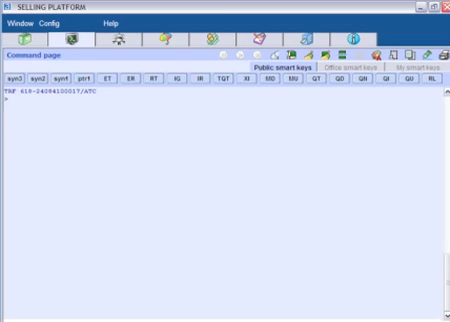 SELLING PLATFORM
Window Config Help
Command page
Public smart keys Office smart keys My smart keys
syn3 syn2 syn1 ptr1 ET ER RT IG IR TQT XI MD MU QT QD QN QI QU RL
TRF 618-24084100017/ATC
>